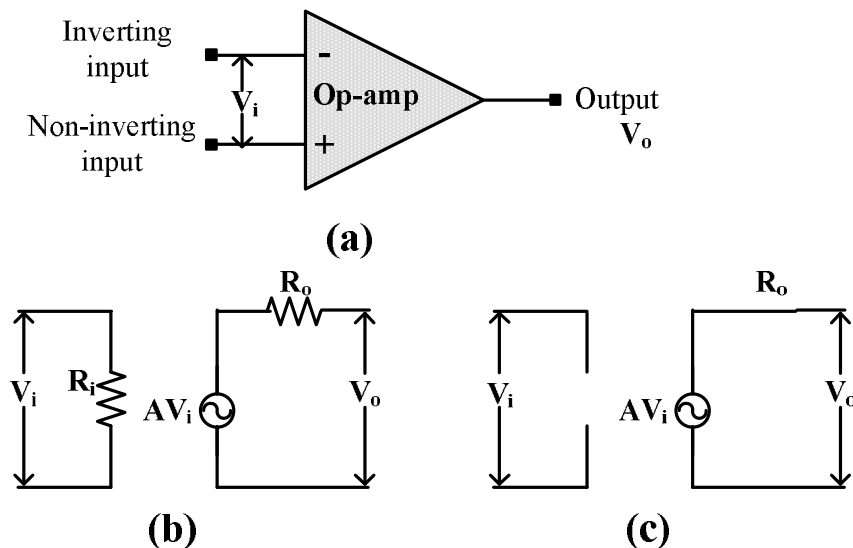 Inverting
input
-
Vi
Op-amp
Non-inverting
input
+
Output
Vo
(a)
Vi
Ri
AVi
Ro
Vo
(b)
Vi
AVi
Ro
Vo
(c)